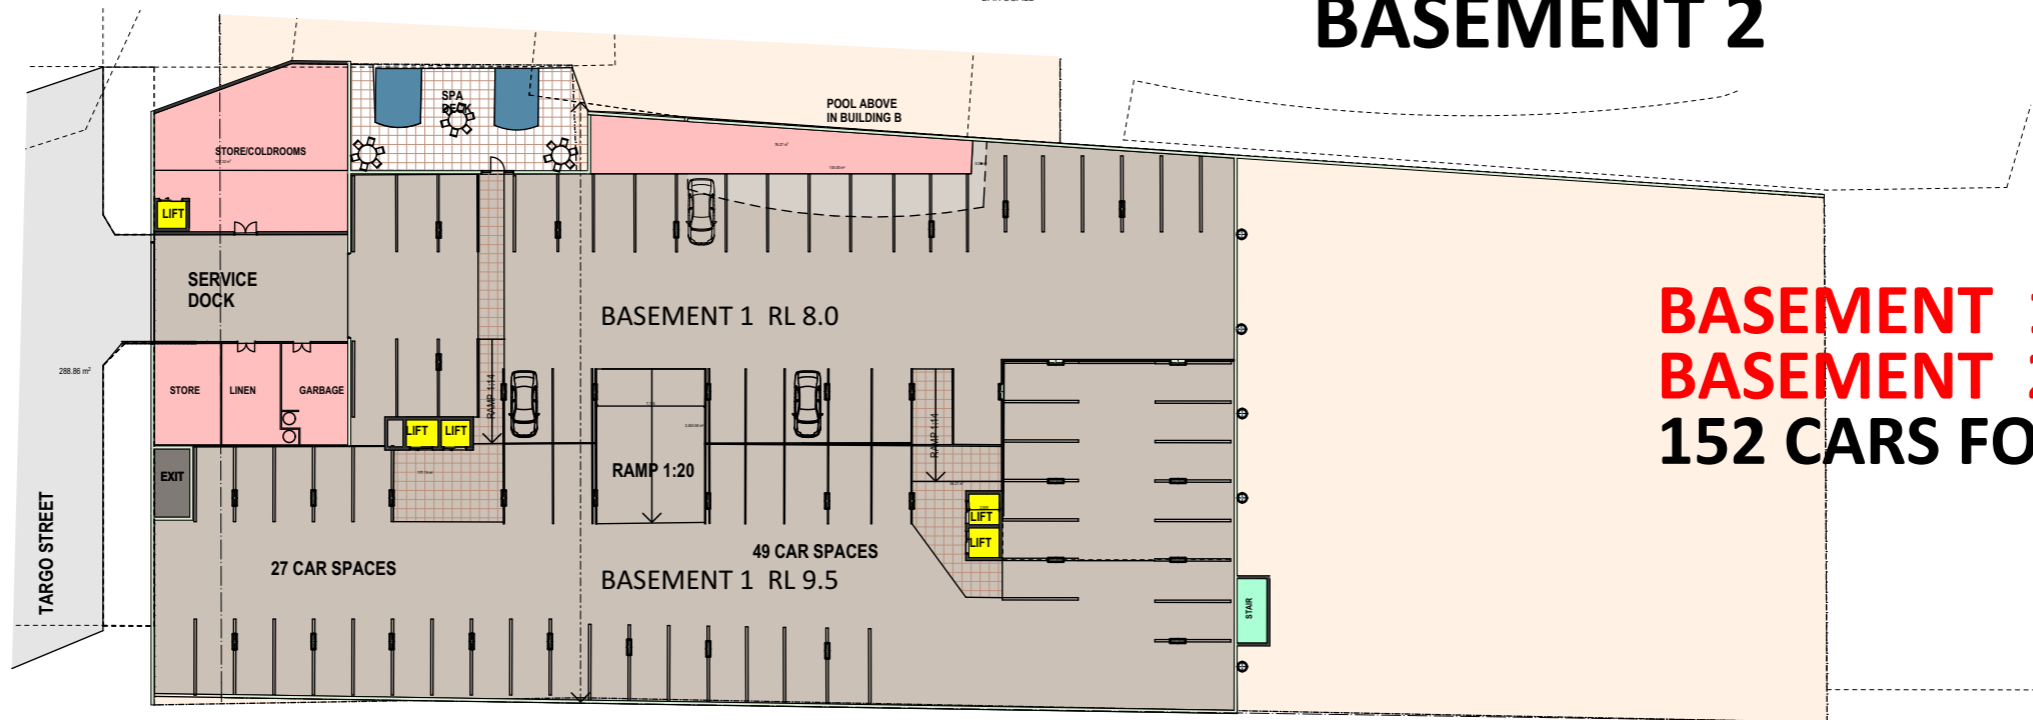 BASEMENT 2
SPA
DECK
POOL ABOVE
IN BUILDING B
STORE/COLDROOMS
LIFT
SERVICE
DOCK
BASEMENT 1 RL 8.0
BASEMENT 1
BASEMENT 2
152 CARS FO
288.86 m²
STORE
LINEN
GARBAGE
RAMP 1:14
RAMP 1:14
LIFT
LIFT
EXIT
RAMP 1:20
LIFT
LIFT
TARGO STREET
27 CAR SPACES
49 CAR SPACES
BASEMENT 1 RL 9.5
STAIR